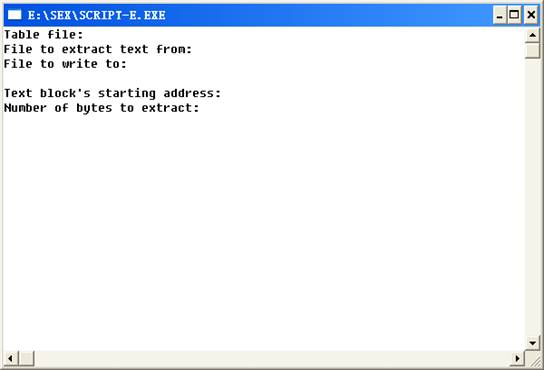 E:\SEX\SCRIPT-E.EXE
Table file:
File to extract text from:
File to write to:
Text block's starting address:
Number of bytes to extract: